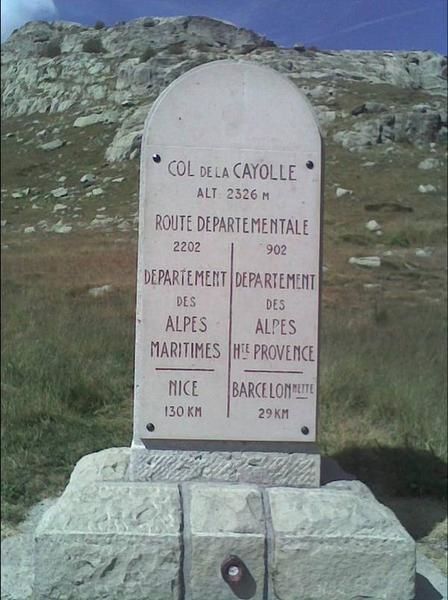 COL DE LA CAYOLLE
ALT 2326 M
ROUTE DEPARTEMENTALE
2202 902
DEPARTEMENT DEPARTEMENT
DES DES
ALPES ALPES
MARITIMES HTE PROVENCE
NICE BARCELONNETTE
130 KM 29 KM